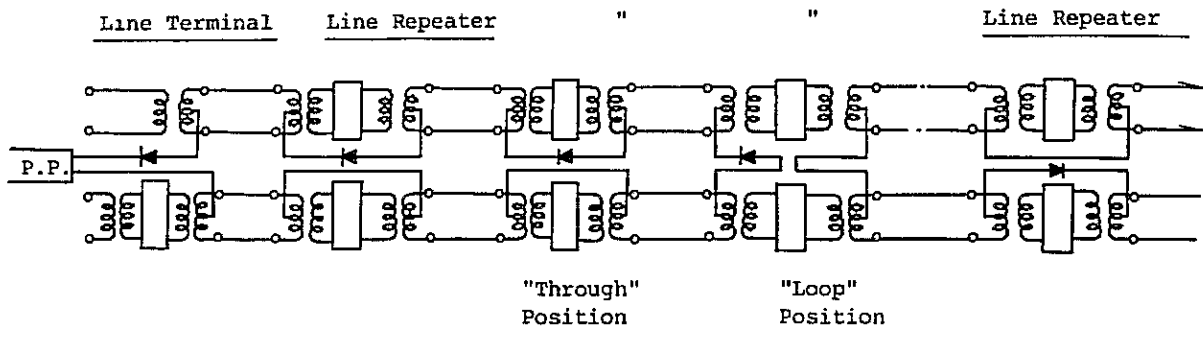 Line Terminal Line Repeater " " Line Repeater
P.P.
"Through" "Loop"
Position Position